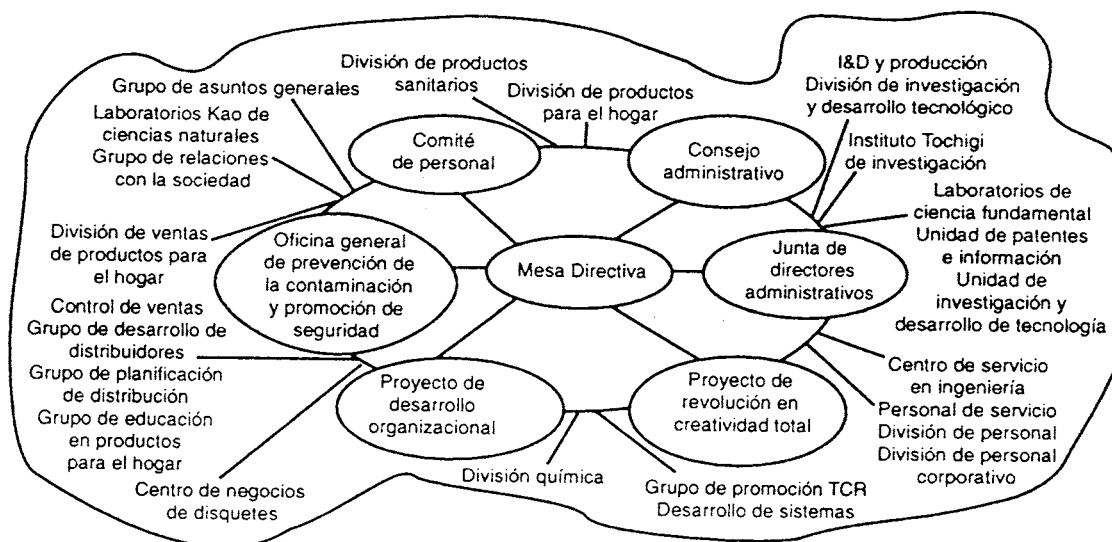 División de productos
sanitarios
División de productos
para el hogar
Grupo de asuntos generales
Laboratorios Kao de
ciencias naturales
Grupo de relaciones
con la sociedad
I&D y producción
División de investigación
y desarrollo tecnológico
Instituto Tochigi
de investigación
Laboratorios de
ciencia fundamental
Unidad de patentes
e información
Unidad de
investigación y
desarrollo de tecnología
Comité
de personal
Consejo
administrativo
División de ventas
de productos para
el hogar
Oficina general
de prevención de
la contaminación
y promoción de
seguridad
Mesa Directiva
Junta de
directores
administrativos
Control de ventas
Grupo de desarrollo de
distribuidores
Grupo de planificación
de distribución
Grupo de educación
en productos
para el hogar
Centro de negocios
de disquetes
Proyecto de
desarrollo
organizacional
Proyecto de
revolución en
creatividad total
Centro de servicio
en ingeniería
Personal de servicio
División de personal
División de personal
corporativo
División química
Grupo de promoción TCR
Desarrollo de sistemas